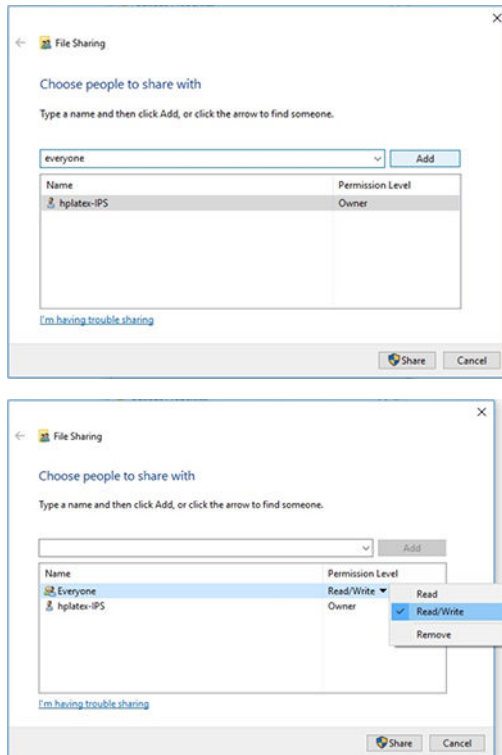 File Sharing
Choose people to share with
Type a name and then click Add, or click the arrow to find someone.
everyone Add
Name Permission Level
hplatex-IPS Owner
I'm having trouble sharing
Share Cancel
File Sharing
Choose people to share with
Type a name and then click Add, or click the arrow to find someone.
Add
Name Permission Level
Everyone Read/Write Read
hplatex-IPS Owner Read/Write
Remove
I'm having trouble sharing
Share Cancel